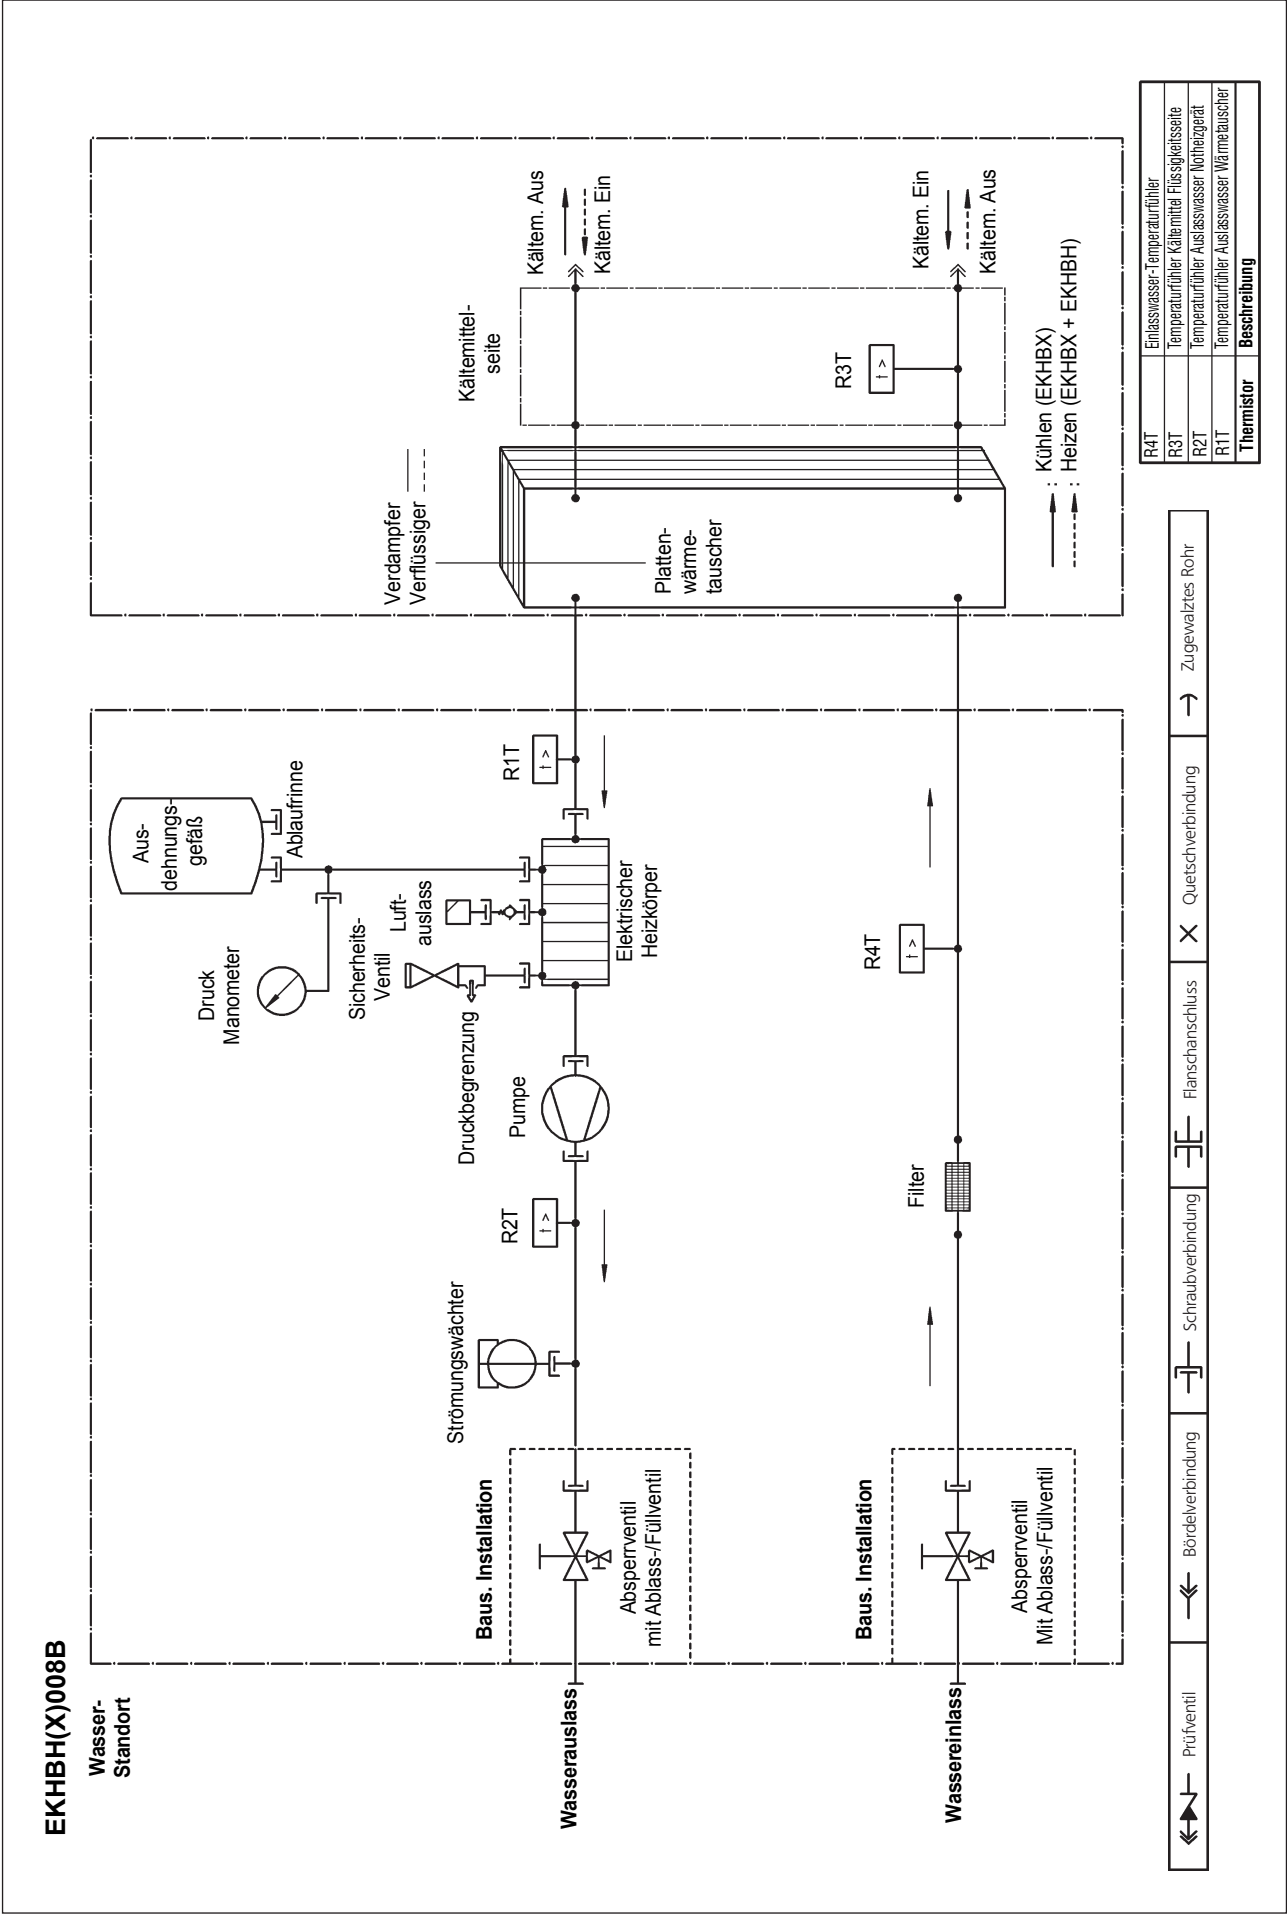 EKHBH(X)008B
Wasser-
Standort
Aus-
dehnungs-
gefäß
Ablaufrinne
Druck
Manometer
Sicherheits-
Ventil
Luft-
auslass
Druckbegrenzung
Elektrischer
Heizkörper
Pumpe
R1T
t >
R2T
t >
Strömungswächter
Baus. Installation
Absperrventil
mit Ablass-/Füllventil
Wasserauslass
R4T
t >
Filter
Baus. Installation
Absperrventil
Mit Ablass-/Füllventil
Wassereinlass
Verdampfer
Verflüssiger
Platten-
wärme-
tauscher
Kältemittel-
seite
R3T
t >
Kältem. Aus
Kältem. Ein
Kältem. Ein
Kältem. Aus
: Kühlen (EKHBX)
: Heizen (EKHBX + EKHBH)
R4T Einlasswasser-Temperaturfühler
R3T Temperaturfühler Kältemittel Flüssigkeitsseite
R2T Temperaturfühler Auslasswasser Notheizgerät
R1T Temperaturfühler Auslasswasser Wärmetauscher
Thermistor Beschreibung
Prüfventil
Bördelverbindung
Schraubverbindung
Flanschanschluss
Quetschverbindung
Zugewalztes Rohr